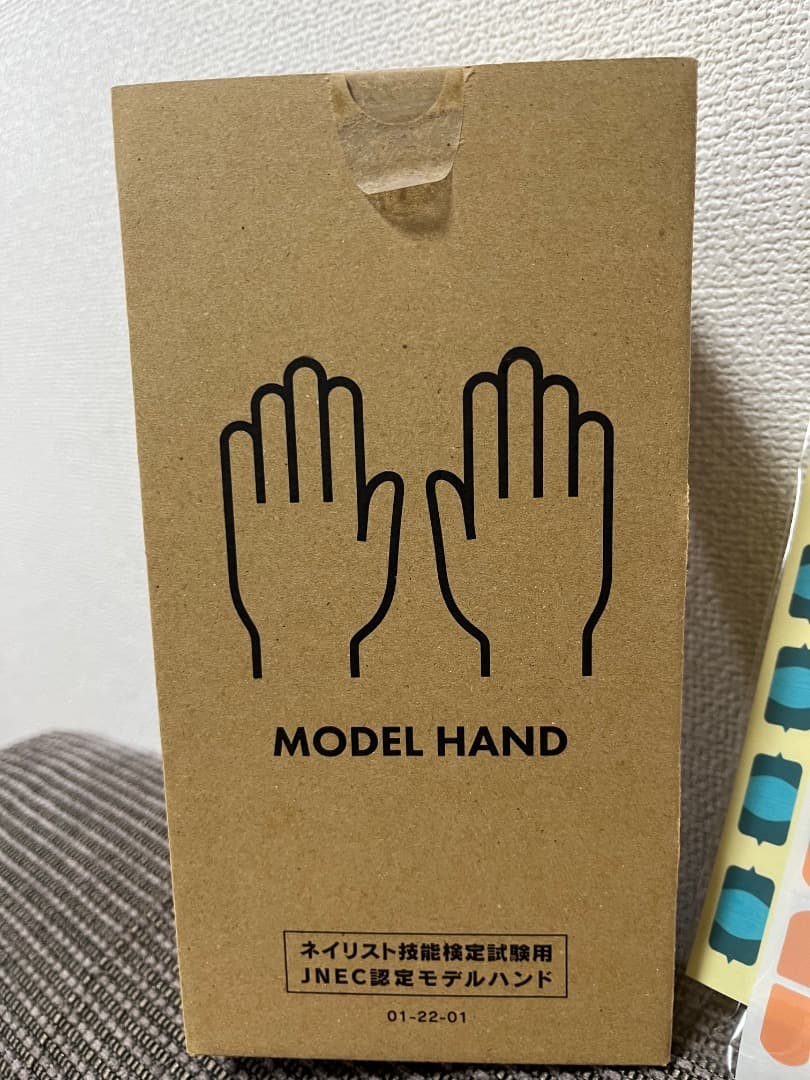 MODEL HAND
ネイリスト技能検定試験用
JNEC認定モデルハンド
01-22-01